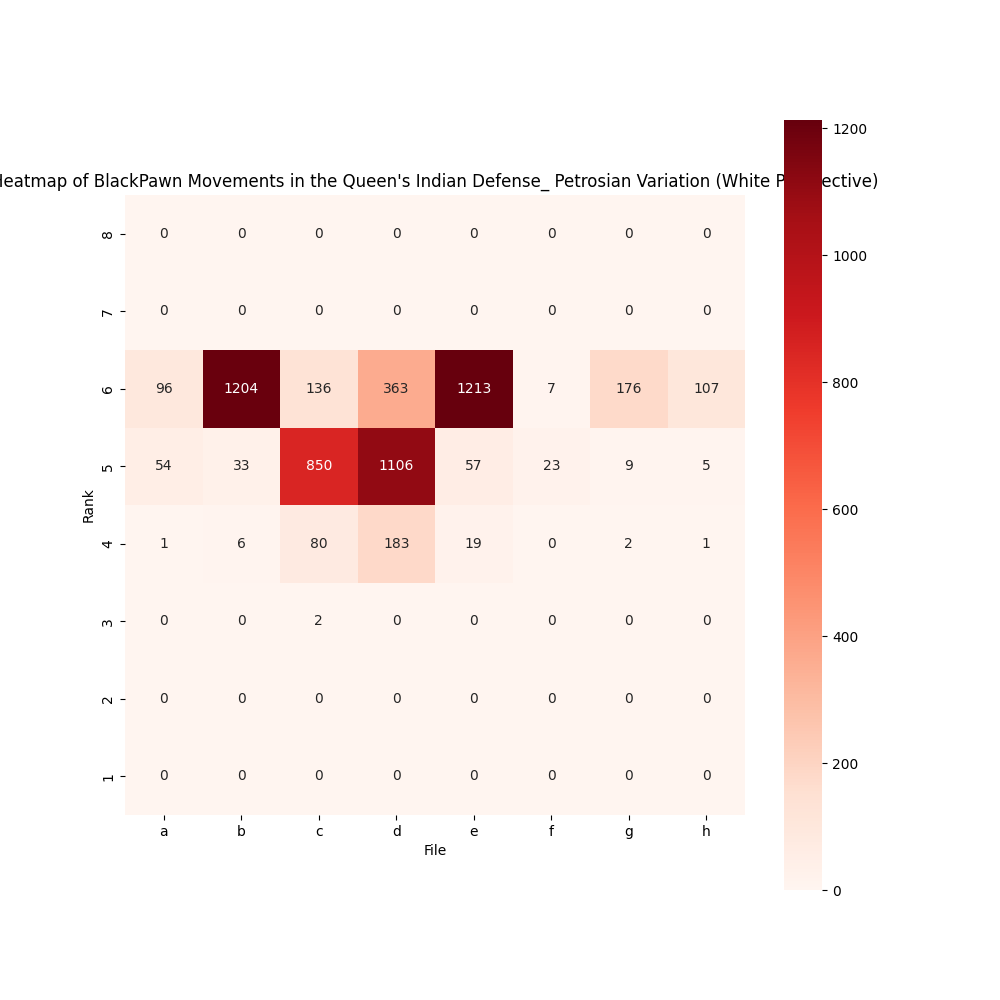 Heatmap of BlackPawn Movements in the Queen's Indian Defense_ Petrosian Variation (White P ective)
1200
1000
800
600
400
200
0
Rank
8 0 0 0 0 0 0 0 0
7 0 0 0 0 0 0 0 0
6 96 1204 136 363 1213 7 176 107
5 54 33 850 1106 57 23 9 5
4 1 6 80 183 19 0 2 1
3 0 0 2 0 0 0 0 0
2 0 0 0 0 0 0 0 0
1 0 0 0 0 0 0 0 0
a b c d e f g h
File